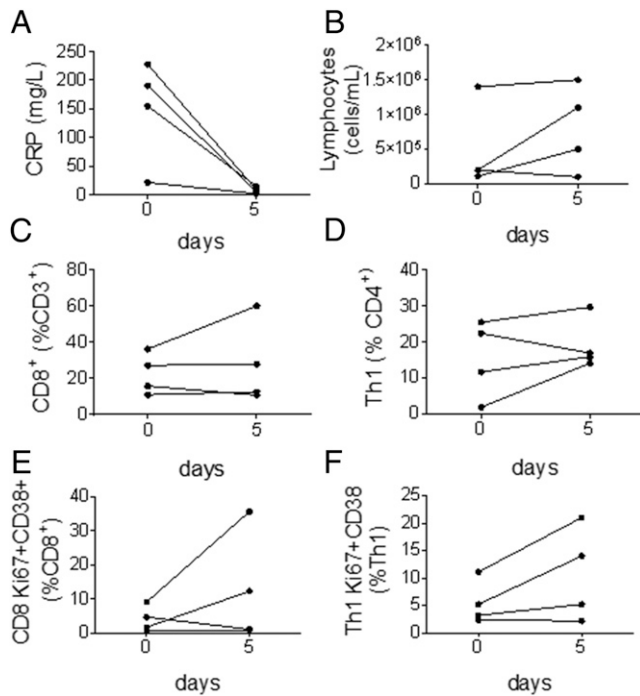 A
CRP (mg/L)
250
200
150
100
50
0
0 5
days
B
Lymphocytes
(cells/mL)
2×10⁶
1.5×10⁶
1×10⁶
5×10⁵
0
0 5
days
C
CD8⁺ (%CD3⁺)
80
60
40
20
0
0 5
days
D
Th1 (% CD4⁺)
40
30
20
10
0
0 5
days
E
CD8 Ki67+CD38+
(%CD8⁺)
40
30
20
10
0
0 5
days
F
Th1 Ki67+CD38
(%Th1)
25
20
15
10
5
0
0 5
days